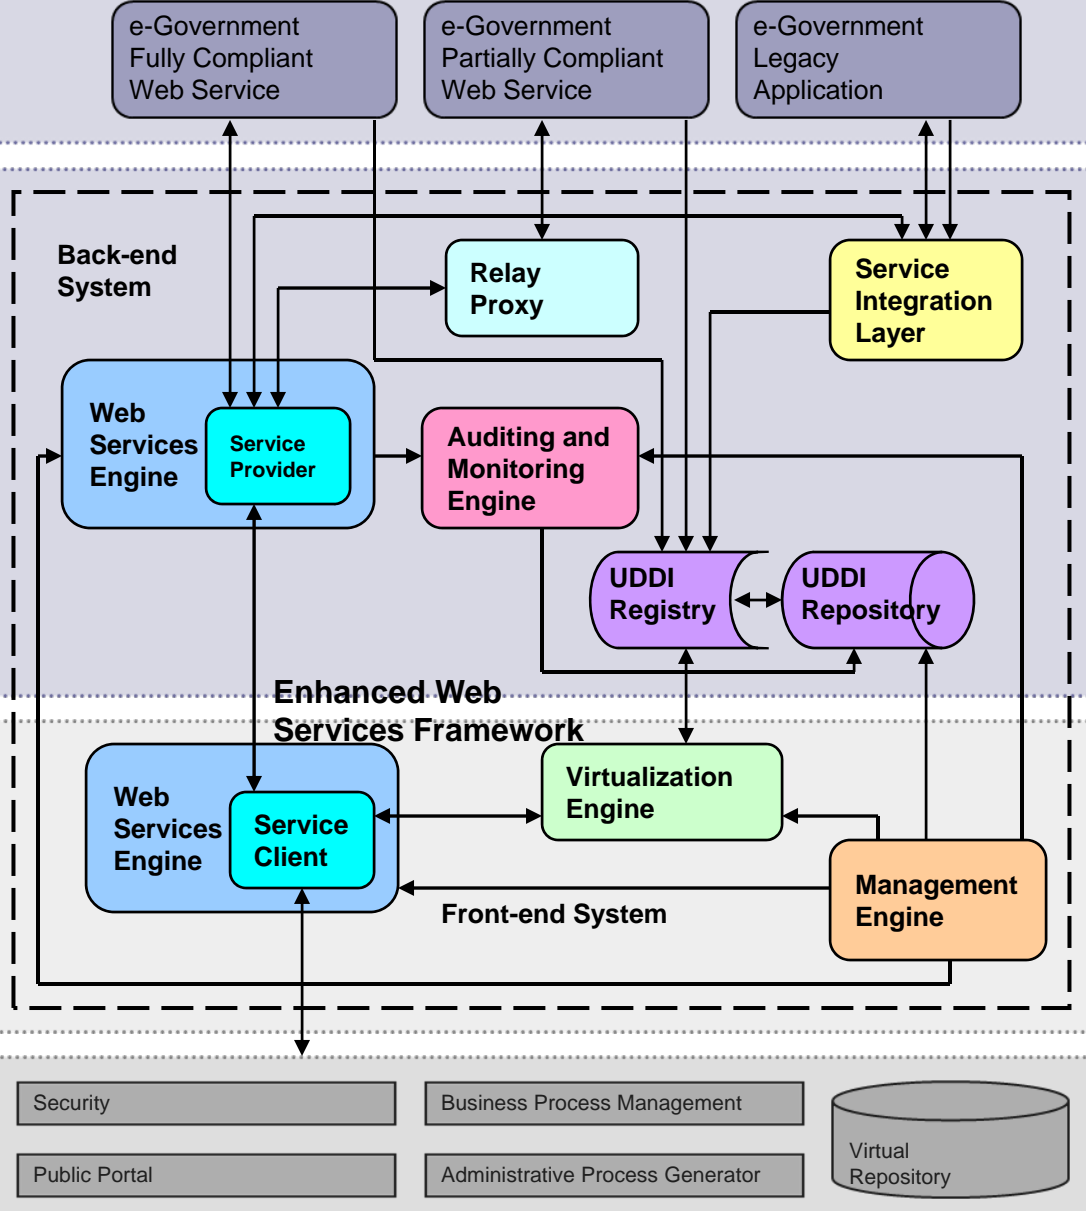 e-Government
Fully Compliant
Web Service
e-Government
Partially Compliant
Web Service
e-Government
Legacy
Application
Back-end
System
Relay
Proxy
Service
Integration
Layer
Web
Services
Engine
Service
Provider
Auditing and
Monitoring
Engine
UDDI
Registry
UDDI
Repository
Enhanced Web
Services Framework
Web
Services
Engine
Service
Client
Virtualization
Engine
Management
Engine
Front-end System
Security
Business Process Management
Public Portal
Administrative Process Generator
Virtual
Repository